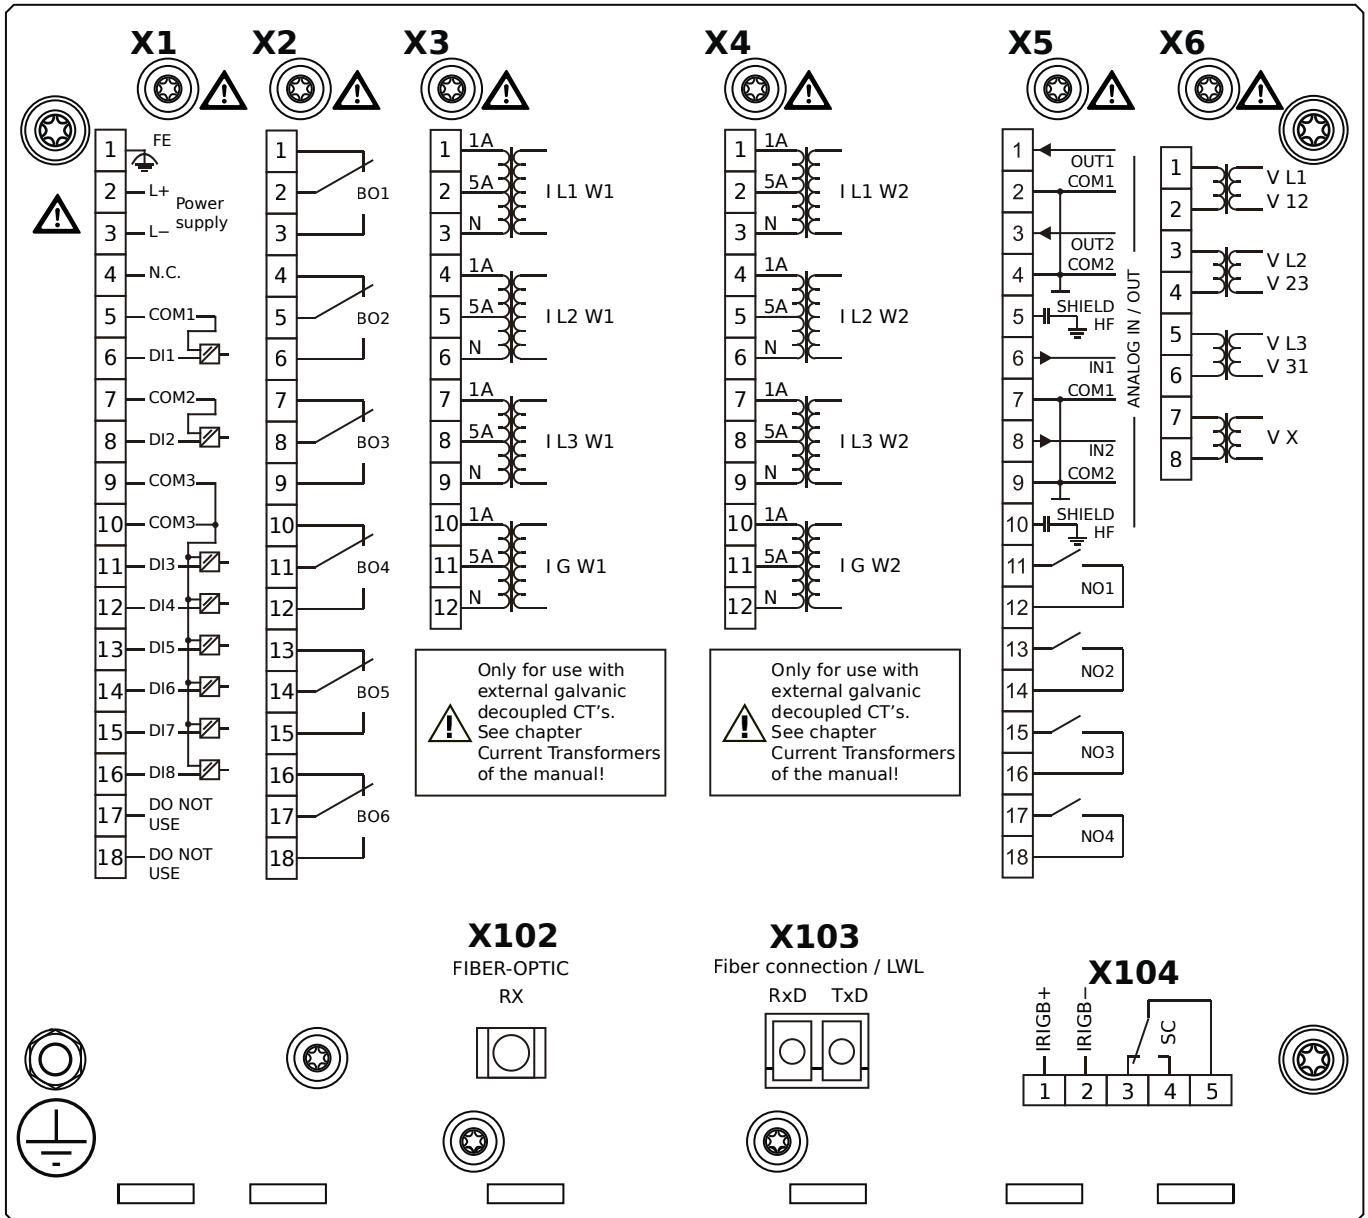 X1 X2 X3 X4 X5 X6
1 FE
2 L+ Power
3 L− supply
4 N.C.
5 COM1
6 DI1
7 COM2
8 DI2
9 COM3
10 COM3
11 DI3
12 DI4
13 DI5
14 DI6
15 DI7
16 DI8
17 DO NOT
USE
18 DO NOT
USE
1
2 BO1
3
4
5 BO2
6
7
8 BO3
9
10
11 BO4
12
13
14 BO5
15
16
17 BO6
18
1 1A
2 5A I L1 W1
3 N
4 1A
5 5A I L2 W1
6 N
7 1A
8 5A I L3 W1
9 N
10 1A
11 5A I G W1
12 N
Only for use with
external galvanic
decoupled CT's.
See chapter
Current Transformers
of the manual!
1 1A
2 5A I L1 W2
3 N
4 1A
5 5A I L2 W2
6 N
7 1A
8 5A I L3 W2
9 N
10 1A
11 5A I G W2
12 N
Only for use with
external galvanic
decoupled CT's.
See chapter
Current Transformers
of the manual!
1
OUT1
2 COM1
3
OUT2
4 COM2
5 SHIELD
HF
6
IN1
7 COM1
8
IN2
9 COM2
10 SHIELD
HF
ANALOG IN / OUT
11
NO1
12
13
NO2
14
15
NO3
16
17
NO4
18
1 V L1
2 V 12
3 V L2
4 V 23
5 V L3
6 V 31
7
V X
8
X102
FIBER-OPTIC
RX
X103
Fiber connection / LWL
RxD TxD
X104
IRIGB+ IRIGB− SC
1 2 3 4 5